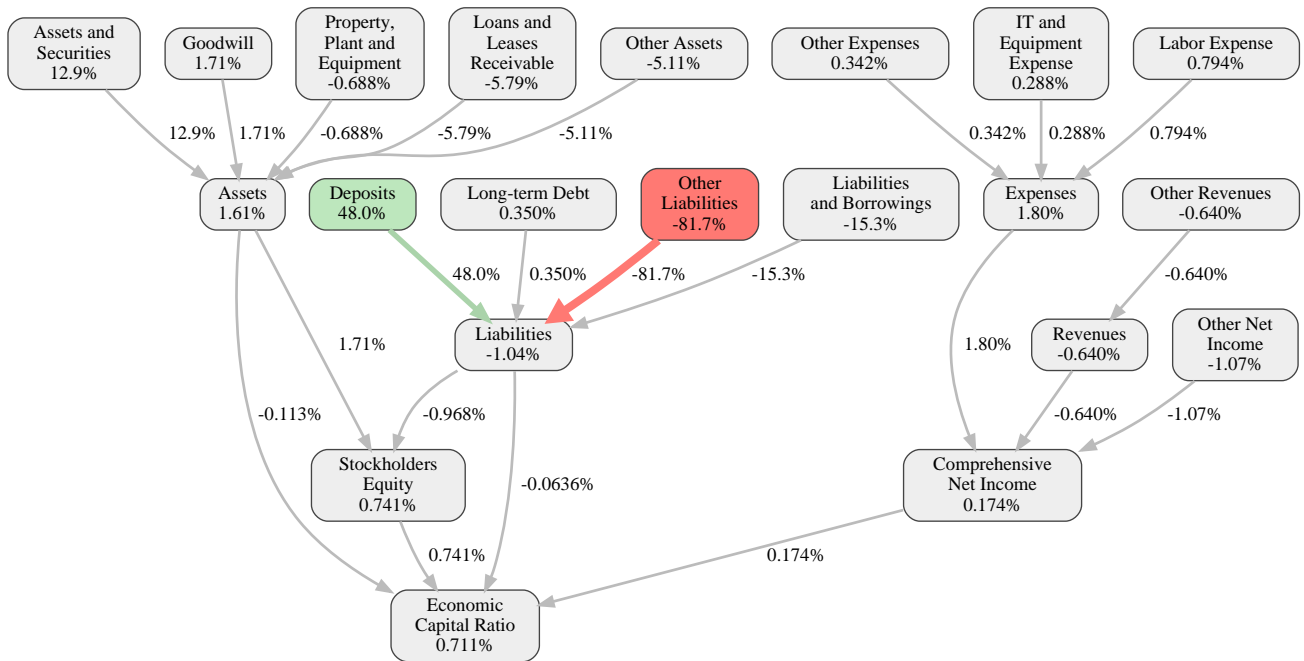 Assets and
Securities
12.9%
Goodwill
1.71%
Property,
Plant and
Equipment
-0.688%
Loans and
Leases
Receivable
-5.79%
Other Assets
-5.11%
Other Expenses
0.342%
IT and
Equipment
Expense
0.288%
Labor Expense
0.794%
12.9%
1.71%
-0.688%
-5.79%
-5.11%
0.342%
0.288%
0.794%
Assets
1.61%
Deposits
48.0%
Long-term Debt
0.350%
Other
Liabilities
-81.7%
Liabilities
and Borrowings
-15.3%
Expenses
1.80%
Other Revenues
-0.640%
48.0%
0.350%
-81.7%
-15.3%
-0.640%
1.71%
Liabilities
-1.04%
1.80%
Revenues
-0.640%
Other Net
Income
-1.07%
-0.113%
-0.968%
-0.640%
-1.07%
Stockholders
Equity
0.741%
-0.0636%
Comprehensive
Net Income
0.174%
0.741%
0.174%
Economic
Capital Ratio
0.711%